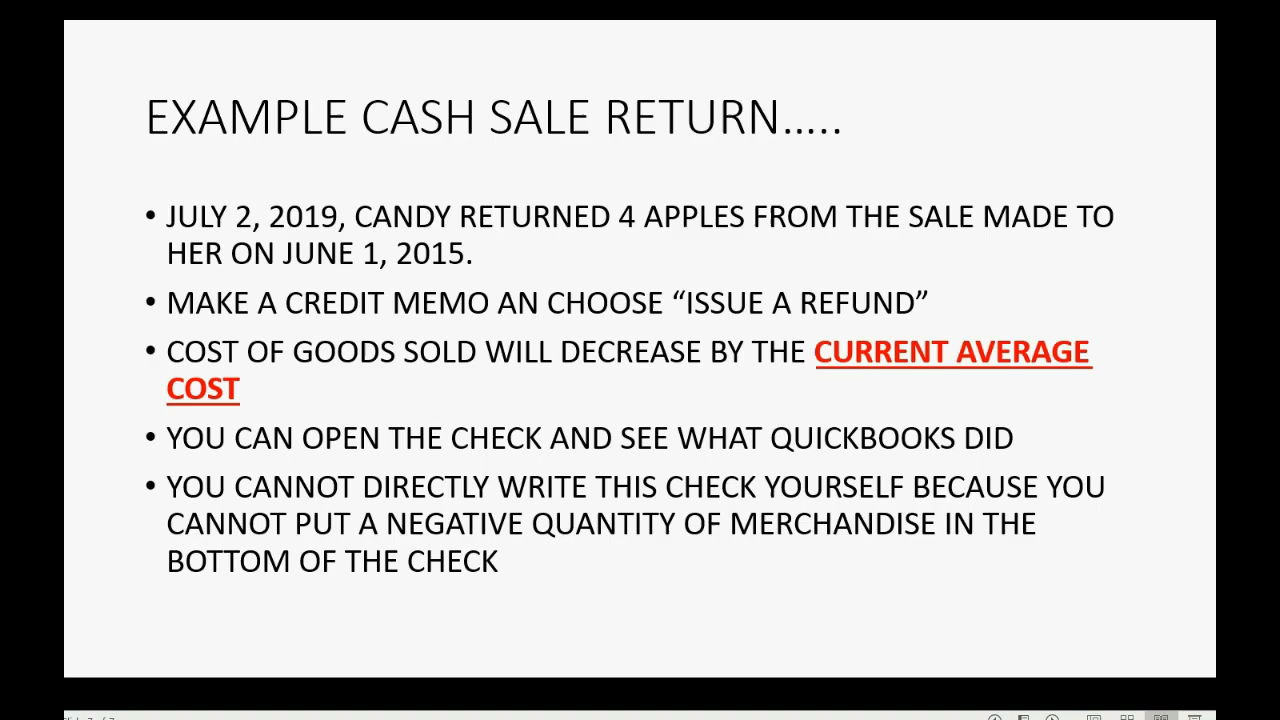 EXAMPLE CASH SALE RETURN…..
• JULY 2, 2019, CANDY RETURNED 4 APPLES FROM THE SALE MADE TO
HER ON JUNE 1, 2015.
• MAKE A CREDIT MEMO AN CHOOSE “ISSUE A REFUND”
• COST OF GOODS SOLD WILL DECREASE BY THE CURRENT AVERAGE
COST
• YOU CAN OPEN THE CHECK AND SEE WHAT QUICKBOOKS DID
• YOU CANNOT DIRECTLY WRITE THIS CHECK YOURSELF BECAUSE YOU
CANNOT PUT A NEGATIVE QUANTITY OF MERCHANDISE IN THE
BOTTOM OF THE CHECK